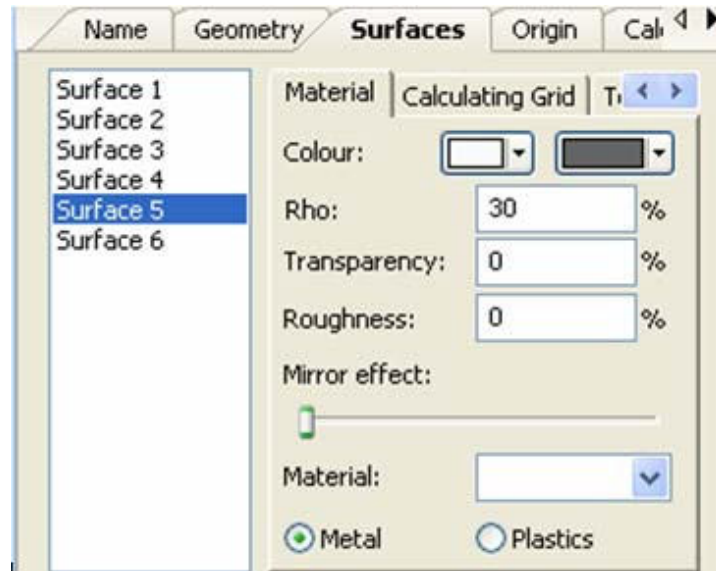 Name Geometry Surfaces Origin
Surface 1
Surface 2
Surface 3
Surface 4
Surface 5
Surface 6
Material Calculating Grid
Colour:
Rho: 30 %
Transparency: 0 %
Roughness: 0 %
Mirror effect:
Material:
Metal Plastics